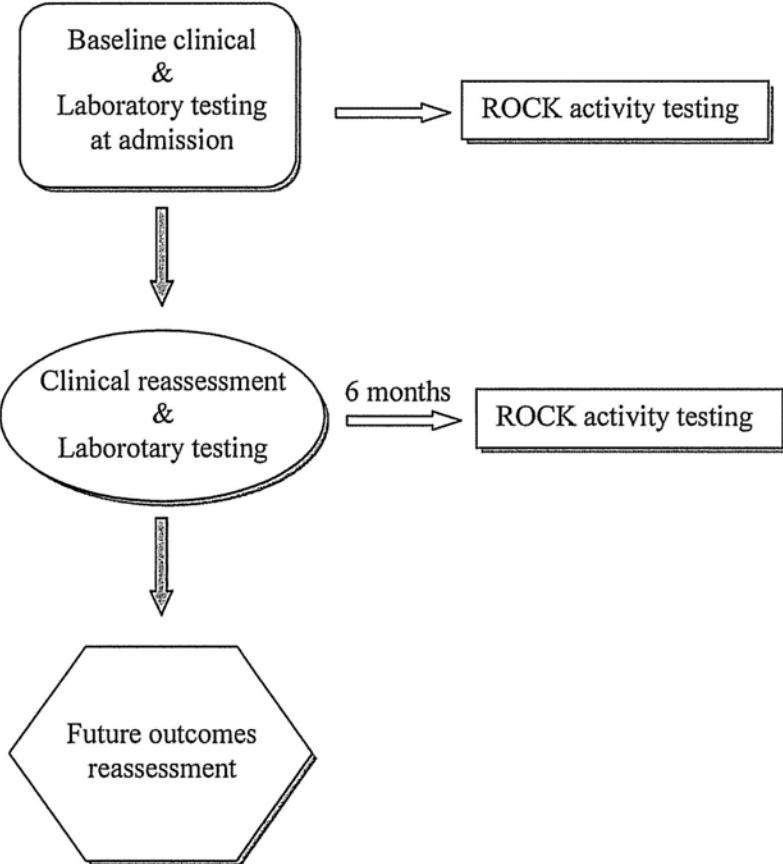 Baseline clinical
&
Laboratory testing
at admission
ROCK activity testing
Clinical reassessment
&
Laborotary testing
6 months
ROCK activity testing
Future outcomes
reassessment